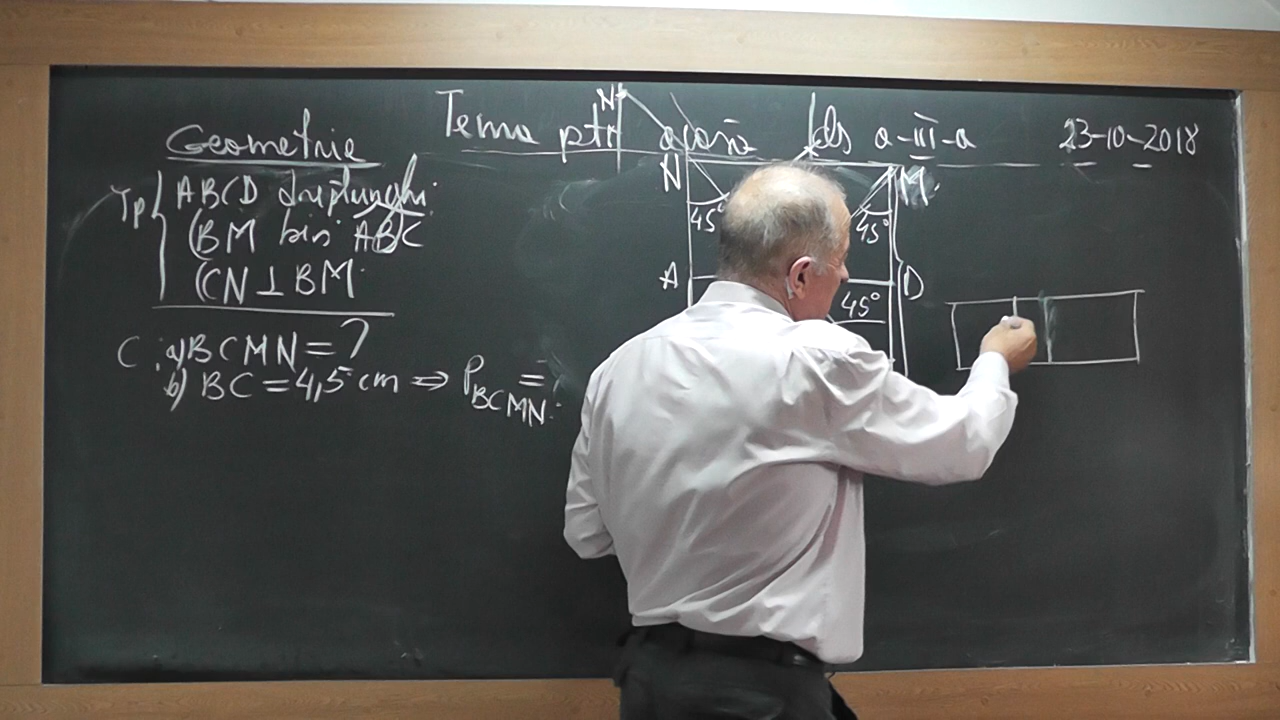 Tema ptr acasă ds a-III-a 23-10-2018
Geometrie
Ip ABCD dreptunghi
(BM bis ABC
(CN ⊥ BM
C: a) BCMN = ?
b) BC = 4,5 cm ⇒ P BCMN =
N
N
M
45°
45°
A
D
45°